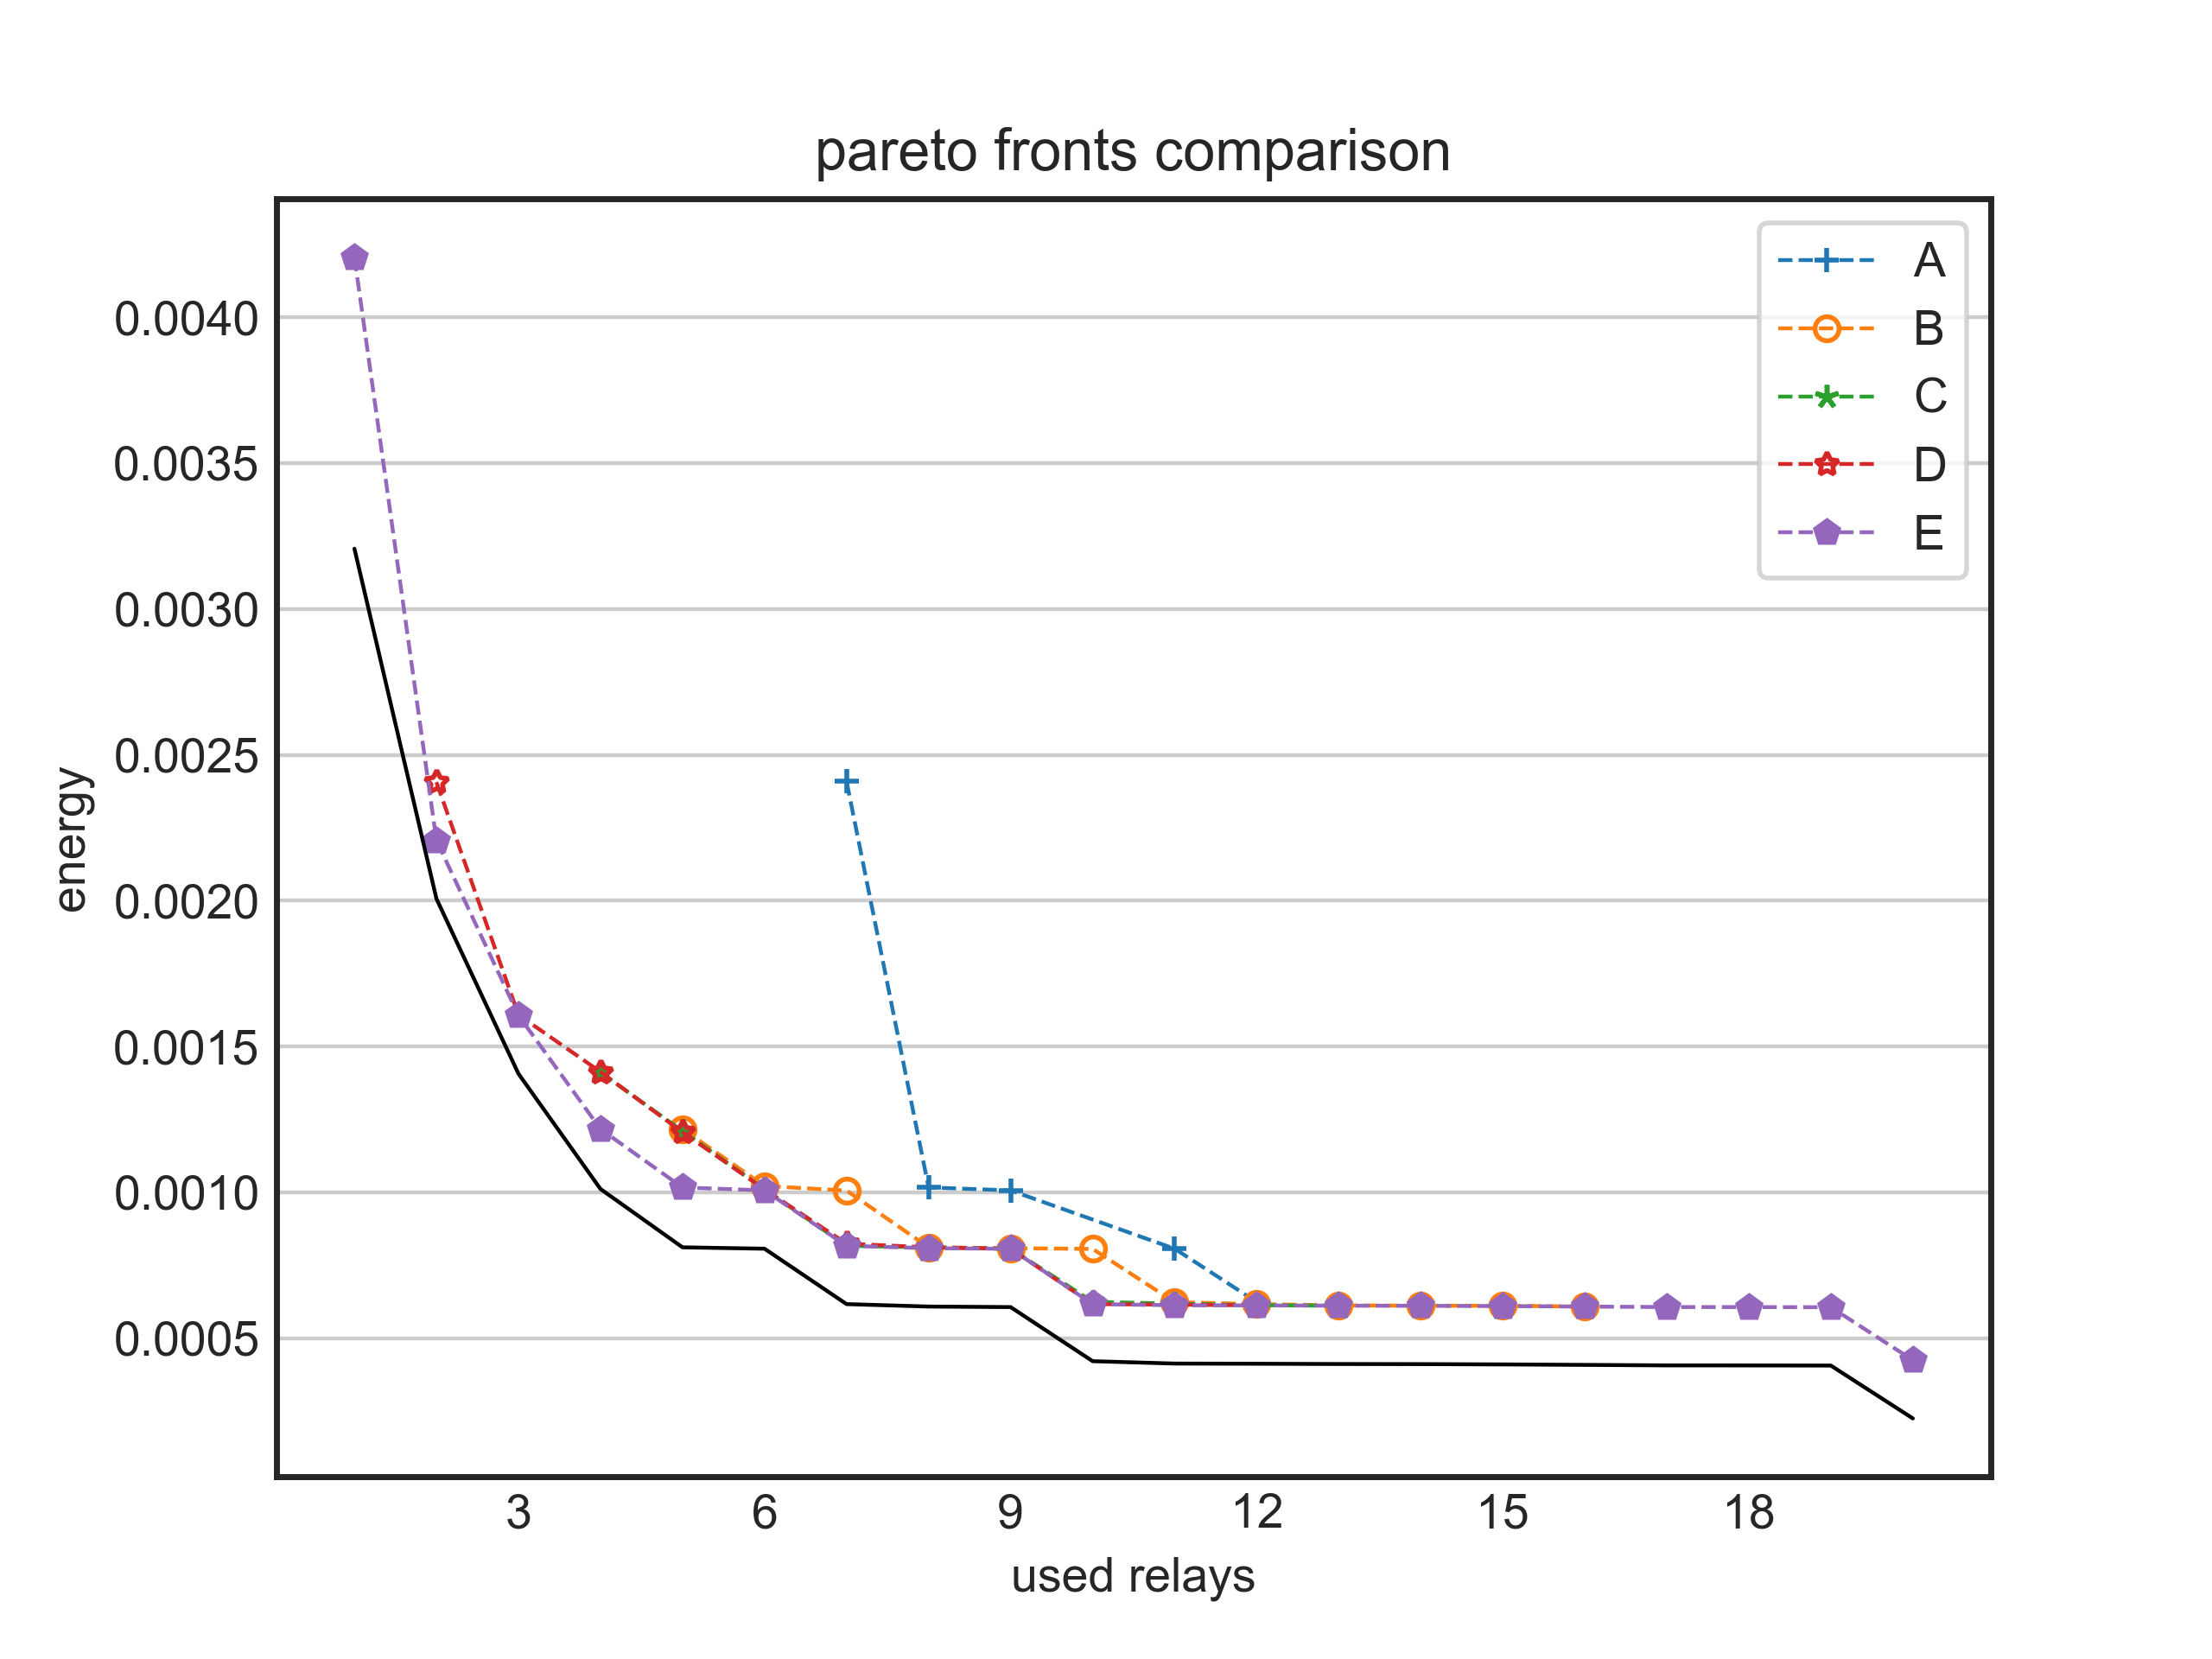 pareto fronts comparison
A
B
C
D
E
0.0040
0.0035
0.0030
0.0025
0.0020
0.0015
0.0010
0.0005
energy
3 6 9 12 15 18
used relays